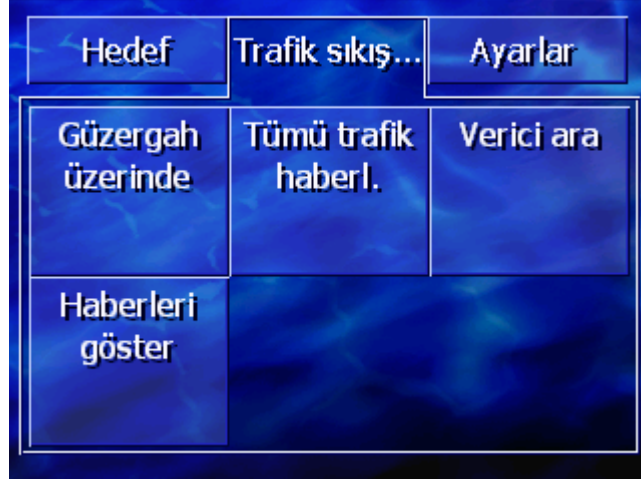 Hedef
Trafik sıkış...
Ayarlar
Güzergah
üzerinde
Tümü trafik
haberl.
Verici ara
Haberleri
göster